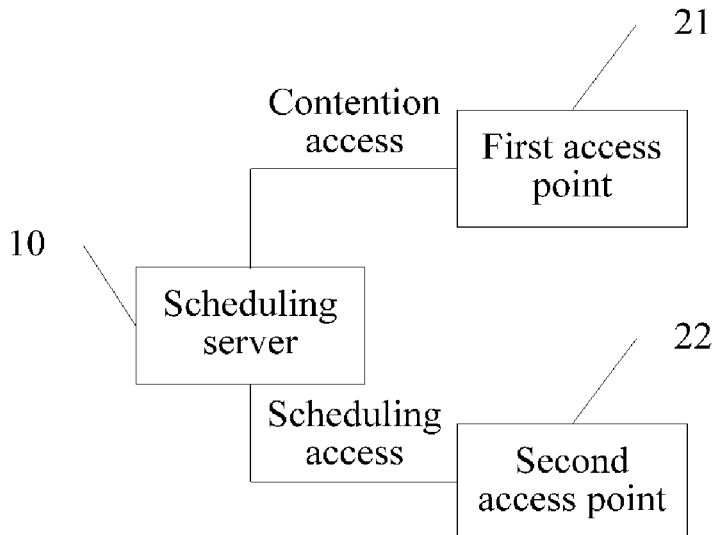 21
Contention
access
First access
point
10
Scheduling
server
22
Scheduling
access
Second
access point